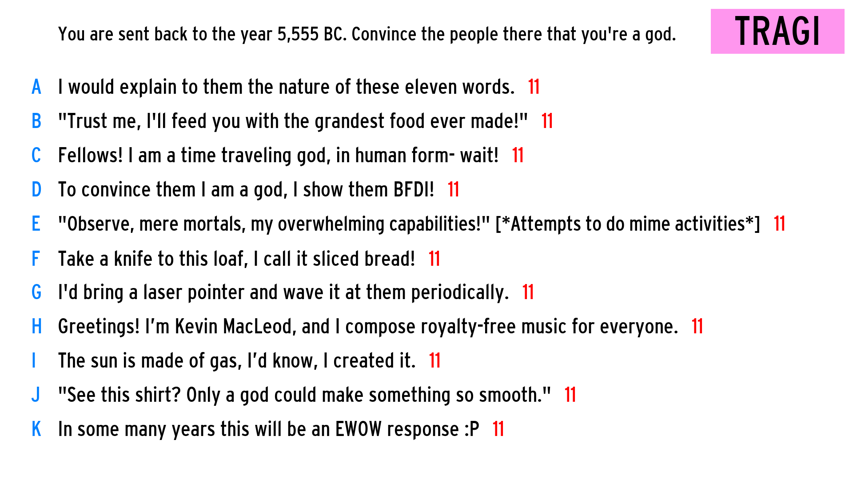 You are sent back to the year 5,555 BC. Convince the people there that you're a god.
TRAGI
A I would explain to them the nature of these eleven words. 11
B "Trust me, I'll feed you with the grandest food ever made!" 11
C Fellows! I am a time traveling god, in human form- wait! 11
D To convince them I am a god, I show them BFDI! 11
E "Observe, mere mortals, my overwhelming capabilities!" [*Attempts to do mime activities*] 11
F Take a knife to this loaf, I call it sliced bread! 11
G I'd bring a laser pointer and wave it at them periodically. 11
H Greetings! I’m Kevin MacLeod, and I compose royalty-free music for everyone. 11
I The sun is made of gas, I’d know, I created it. 11
J "See this shirt? Only a god could make something so smooth." 11
K In some many years this will be an EWOW response :P 11